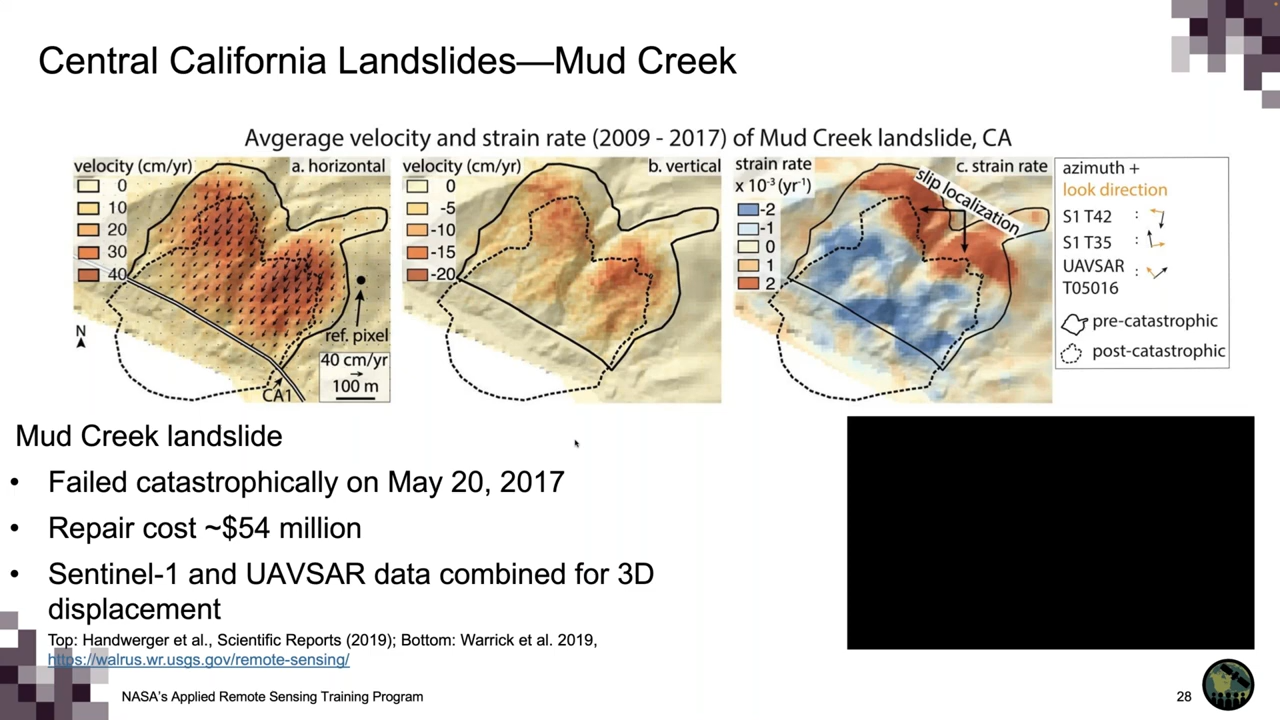 Central California Landslides—Mud Creek
Avgerage velocity and strain rate (2009 - 2017) of Mud Creek landslide, CA
velocity (cm/yr)
a. horizontal
0
10
20
30
40
N
ref. pixel
40 cm/yr
100 m
CA1
velocity (cm/yr)
b. vertical
0
-5
-10
-15
-20
strain rate
x 10⁻³ (yr⁻¹)
c. strain rate
-2
-1
0
1
2
slip localization
azimuth +
look direction
S1 T42 :
S1 T35 :
UAVSAR :
T05016
pre-catastrophic
post-catastrophic
Mud Creek landslide
• Failed catastrophically on May 20, 2017
• Repair cost ~$54 million
• Sentinel-1 and UAVSAR data combined for 3D
displacement
Top: Handwerger et al., Scientific Reports (2019); Bottom: Warrick et al. 2019,
https://walrus.wr.usgs.gov/remote-sensing/
NASA's Applied Remote Sensing Training Program
28